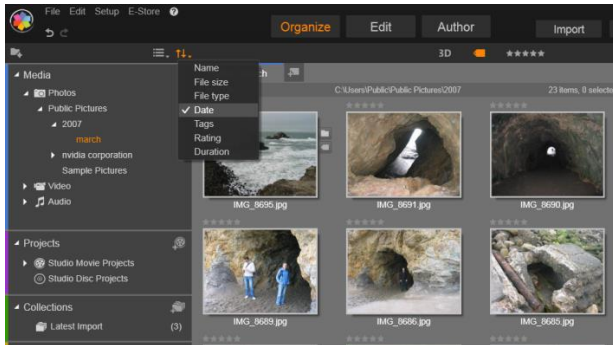 File Edit Setup E-Store ?
Organize Edit Author Import
3D
Name
File size
File type
Date
Tags
Rating
Duration
C:\Users\Public\Public Pictures\2007
23 items, 0 selecte
Media
Photos
Public Pictures
2007
march
nvidia corporation
Sample Pictures
Video
Audio
IMG_8695.jpg IMG_8691.jpg IMG_8690.jpg
Projects
Studio Movie Projects
Studio Disc Projects
IMG_8689.jpg IMG_8686.jpg IMG_8685.jpg
Collections
Latest Import (3)